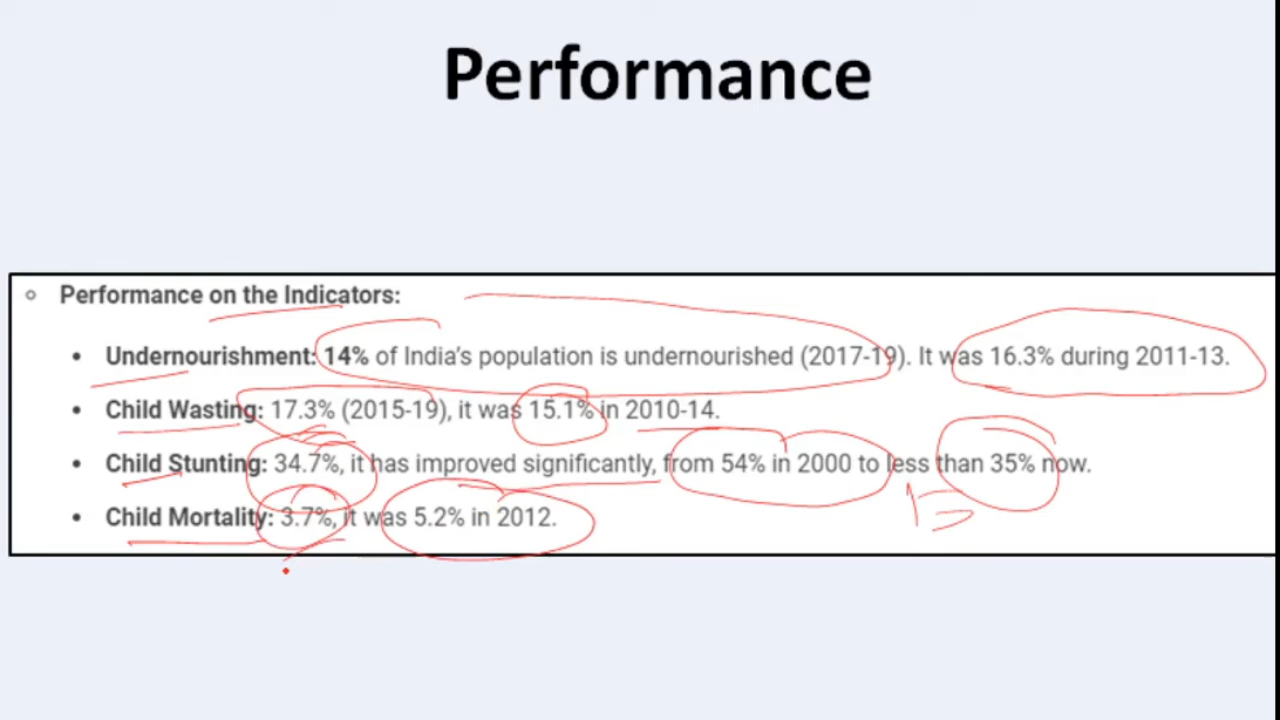 Performance
Performance on the Indicators:
Undernourishment: 14% of India's population is undernourished (2017-19). It was 16.3% during 2011-13.
Child Wasting: 17.3% (2015-19), it was 15.1% in 2010-14.
Child Stunting: 34.7%, it has improved significantly, from 54% in 2000 to less than 35% now.
Child Mortality: 3.7%, it was 5.2% in 2012.